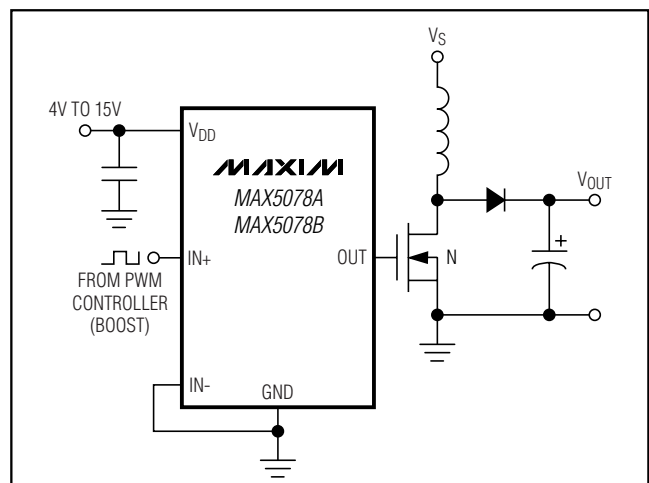 V_S
4V TO 15V
V_DD
MAXIM
MAX5078A
MAX5078B
V_OUT
IN+
OUT
N
+
FROM PWM
CONTROLLER
(BOOST)
IN-
GND